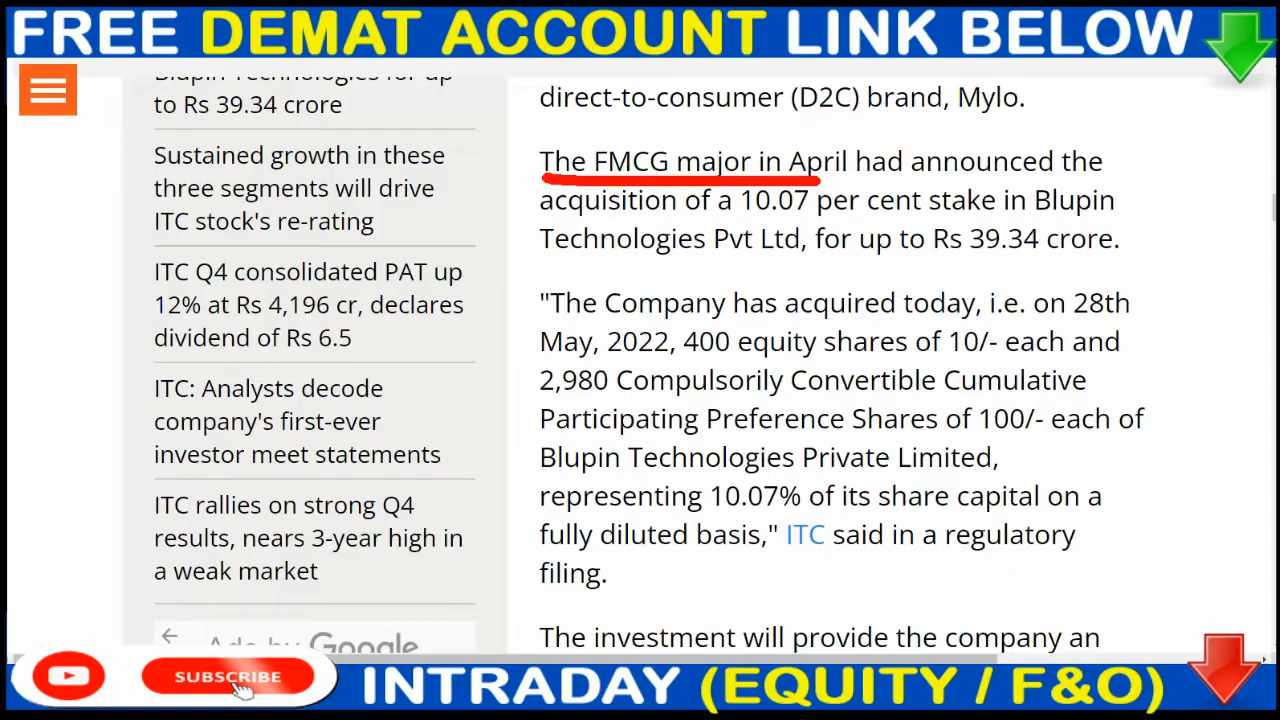 FREE DEMAT ACCOUNT LINK BELOW
Blupin Technologies for up
to Rs 39.34 crore
Sustained growth in these
three segments will drive
ITC stock's re-rating
ITC Q4 consolidated PAT up
12% at Rs 4,196 cr, declares
dividend of Rs 6.5
ITC: Analysts decode
company's first-ever
investor meet statements
ITC rallies on strong Q4
results, nears 3-year high in
a weak market
Ads by Google
direct-to-consumer (D2C) brand, Mylo.
The FMCG major in April had announced the
acquisition of a 10.07 per cent stake in Blupin
Technologies Pvt Ltd, for up to Rs 39.34 crore.
"The Company has acquired today, i.e. on 28th
May, 2022, 400 equity shares of 10/- each and
2,980 Compulsorily Convertible Cumulative
Participating Preference Shares of 100/- each of
Blupin Technologies Private Limited,
representing 10.07% of its share capital on a
fully diluted basis," ITC said in a regulatory
filing.
The investment will provide the company an
SUBSCRIBE
INTRADAY (EQUITY / F&O)